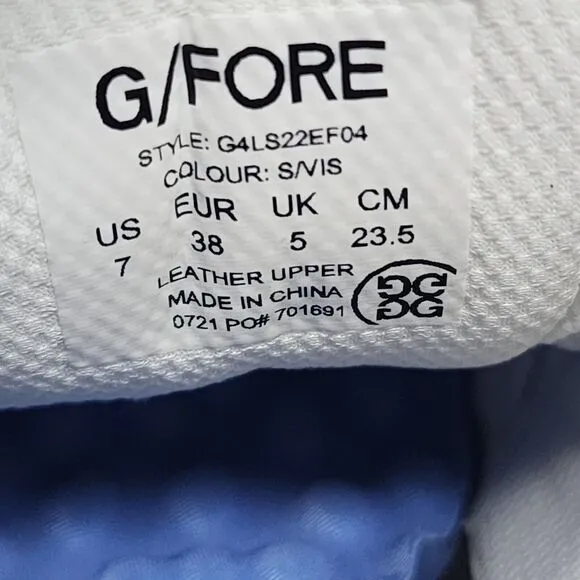 G/FORE
STYLE: G4LS22EF04
COLOUR: S/VIS
US EUR UK CM
7 38 5 23.5
LEATHER UPPER
MADE IN CHINA
0721 PO# 701691
GG
GG